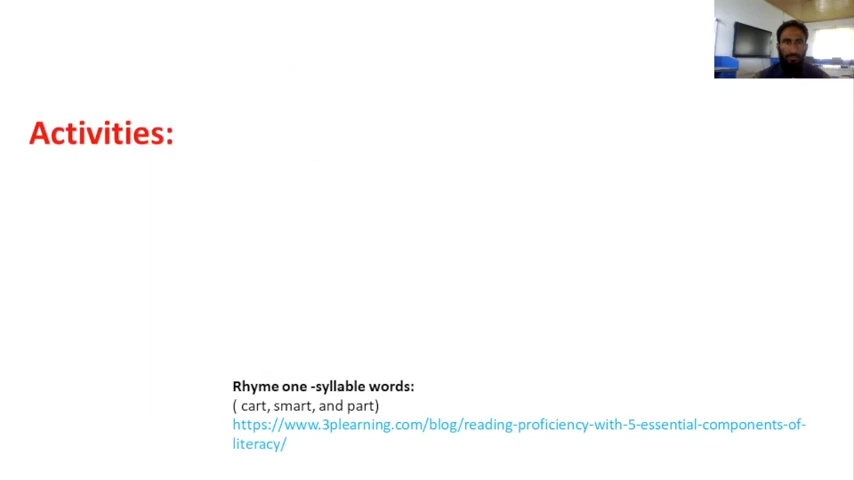 Activities:
Rhyme one -syllable words:
( cart, smart, and part)
https://www.3plearning.com/blog/reading-proficiency-with-5-essential-components-of-
literacy/